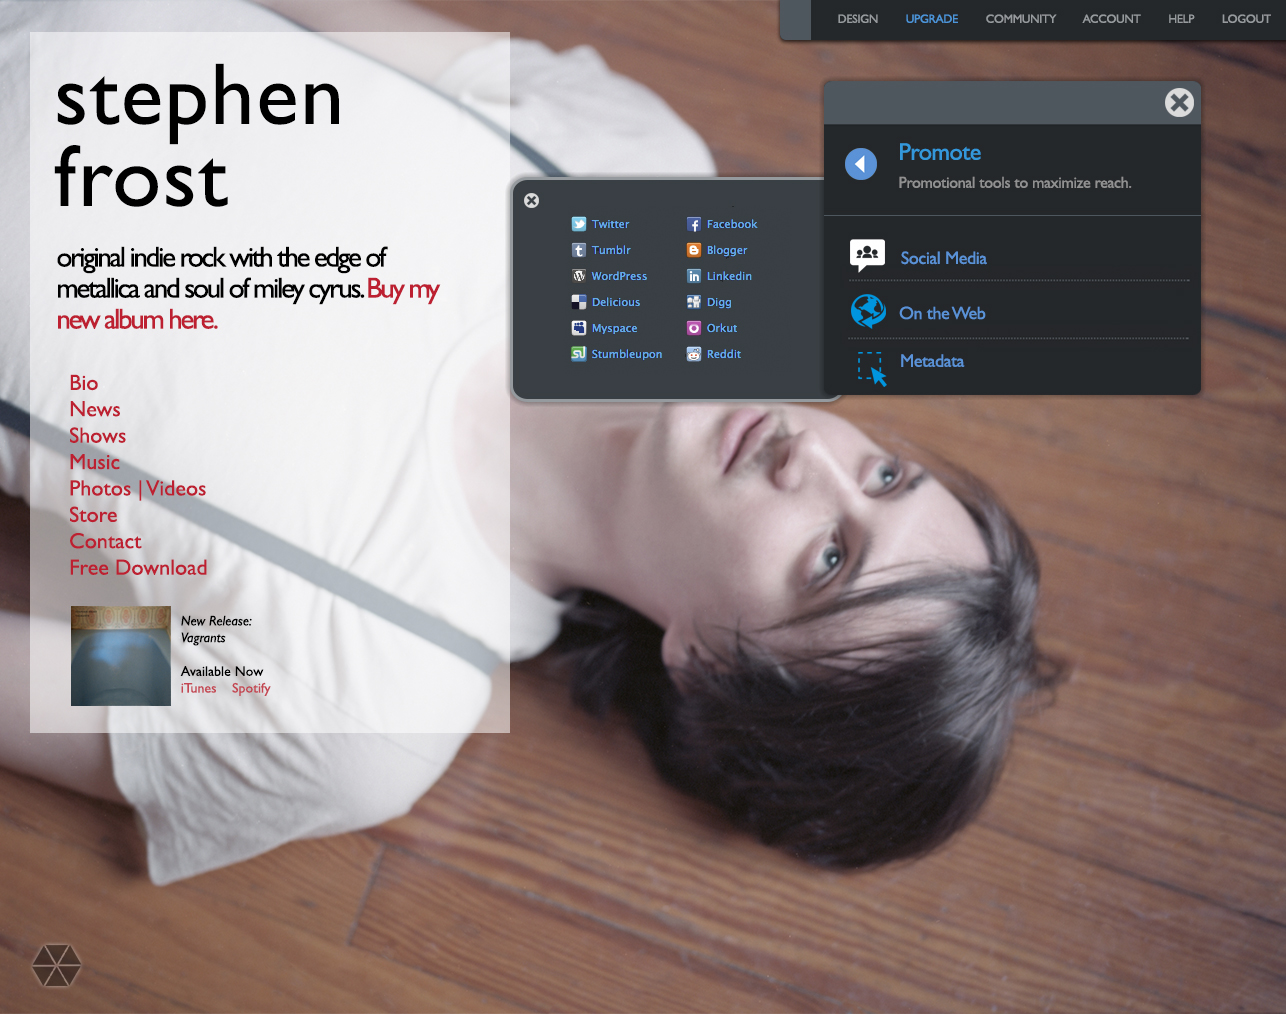 DESIGN UPGRADE COMMUNITY ACCOUNT HELP LOGOUT
stephen
frost
original indie rock with the edge of
metallica and soul of miley cyrus. Buy my
new album here.
Bio
News
Shows
Music
Photos | Videos
Store
Contact
Free Download
New Release:
Vagrants
Available Now
iTunes Spotify
Twitter Facebook
Tumblr Blogger
WordPress Linkedin
Delicious Digg
Myspace Orkut
Stumbleupon Reddit
Promote
Promotional tools to maximize reach.
Social Media
On the Web
Metadata